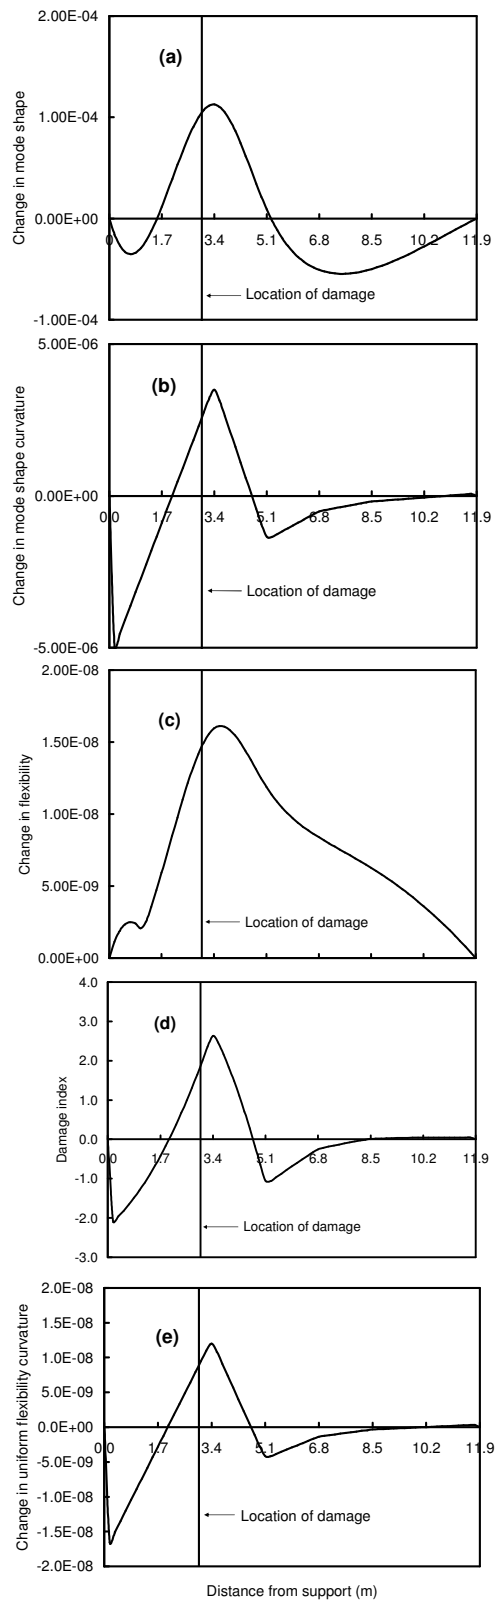 2.00E-04
(a)
1.00E-04
Change in mode shape
0.00E+00
0 1.7 3.4 5.1 6.8 8.5 10.2 11.9
Location of damage
-1.00E-04
5.00E-06
(b)
Change in mode shape curvature
0.00E+00
0.0 1.7 3.4 5.1 6.8 8.5 10.2 11.9
Location of damage
-5.00E-06
2.00E-08
(c)
1.50E-08
Change in flexibility
1.00E-08
5.00E-09
Location of damage
0.00E+00
4.0
(d)
3.0
2.0
1.0
Damage index
0.0
0.0 1.7 3.4 5.1 6.8 8.5 10.2 11.9
-1.0
-2.0
Location of damage
-3.0
2.0E-08
(e)
1.5E-08
1.0E-08
5.0E-09
Change in uniform flexibility curvature
0.0E+00
0.0 1.7 3.4 5.1 6.8 8.5 10.2 11.9
-5.0E-09
-1.0E-08
Location of damage
-1.5E-08
-2.0E-08
Distance from support (m)